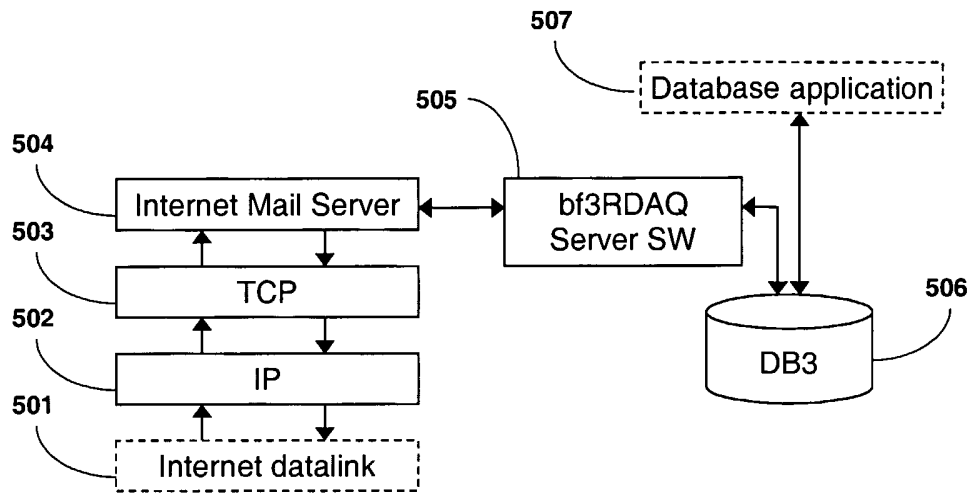 507
Database application
505
504
Internet Mail Server
bf3RDAQ
Server SW
503
TCP
502
506
IP
DB3
501
Internet datalink